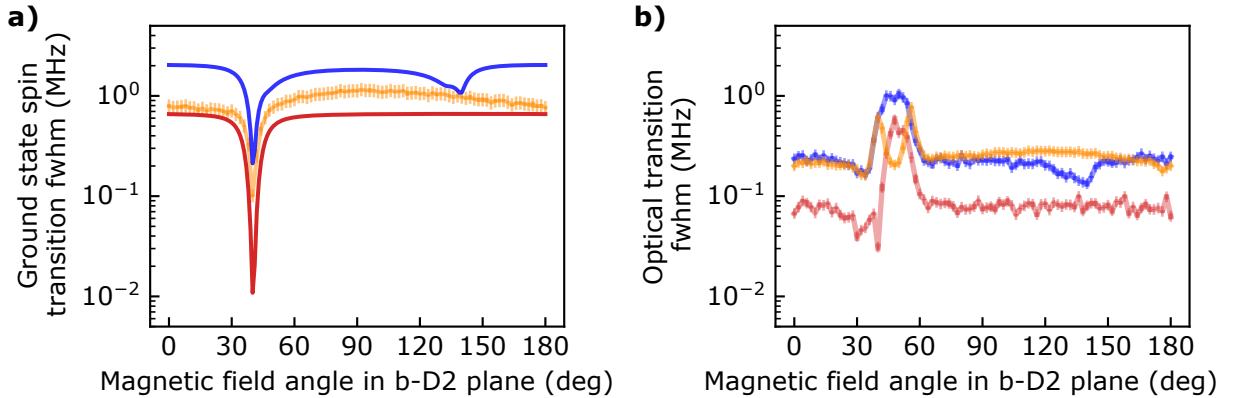 a)
Ground state spin
transition fwhm (MHz)
10⁰
10⁻¹
10⁻²
0 30 60 90 120 150 180
Magnetic field angle in b-D2 plane (deg)
b)
Optical transition
fwhm (MHz)
10⁰
10⁻¹
10⁻²
0 30 60 90 120 150 180
Magnetic field angle in b-D2 plane (deg)